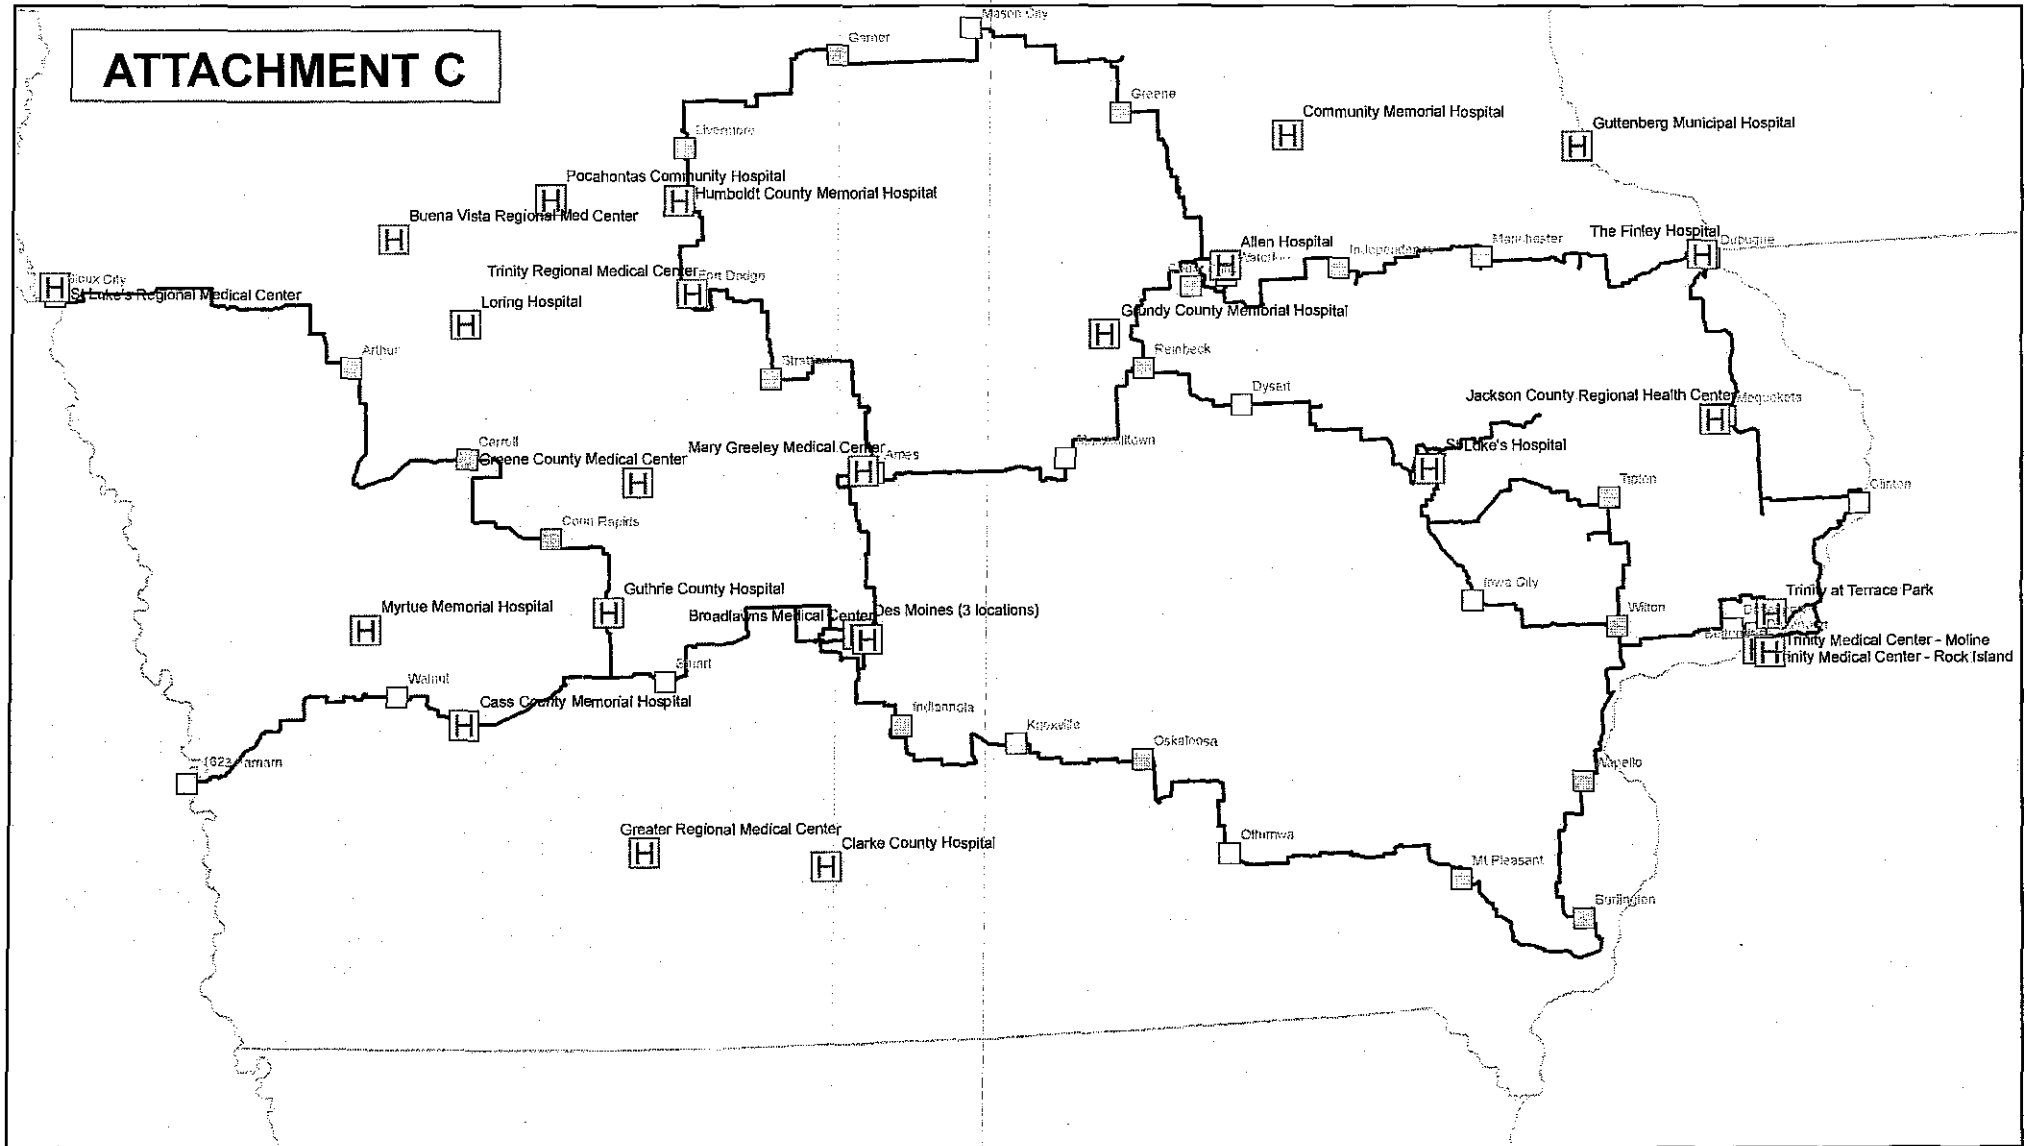 ATTACHMENT C
Mason City
Garner
Greene
Community Memorial Hospital
Guttenberg Municipal Hospital
Livermore
Pocahontas Community Hospital
H
H
Humboldt County Memorial Hospital
H
H
Buena Vista Regional Med Center
H
The Finley Hospital
Dubuque
H
Allen Hospital
H
Independence
Manchester
Trinity Regional Medical Center
Fort Dodge
H
Sioux City
H
St Luke's Regional Medical Center
Loring Hospital
H
Grundy County Memorial Hospital
H
Arthur
Stratford
Reinbeck
Dysart
Jackson County Regional Health Center
Maquoketa
H
Carroll
Greene County Medical Center
H
Mary Greeley Medical Center
Ames
H
Marshalltown
St Luke's Hospital
H
Tipton
Clinton
Coon Rapids
Iowa City
Guthrie County Hospital
H
Myrtue Memorial Hospital
H
Broadlawns Medical Center
Des Moines (3 locations)
H
Wilton
Trinity at Terrace Park
H
Trinity Medical Center - Moline
H
rinity Medical Center - Rock Island
Stuart
Walnut
Cass County Memorial Hospital
H
Indianola
Knoxville
Oskaloosa
Wapello
Greater Regional Medical Center
H
Clarke County Hospital
H
Ottumwa
Mt Pleasant
Burlington